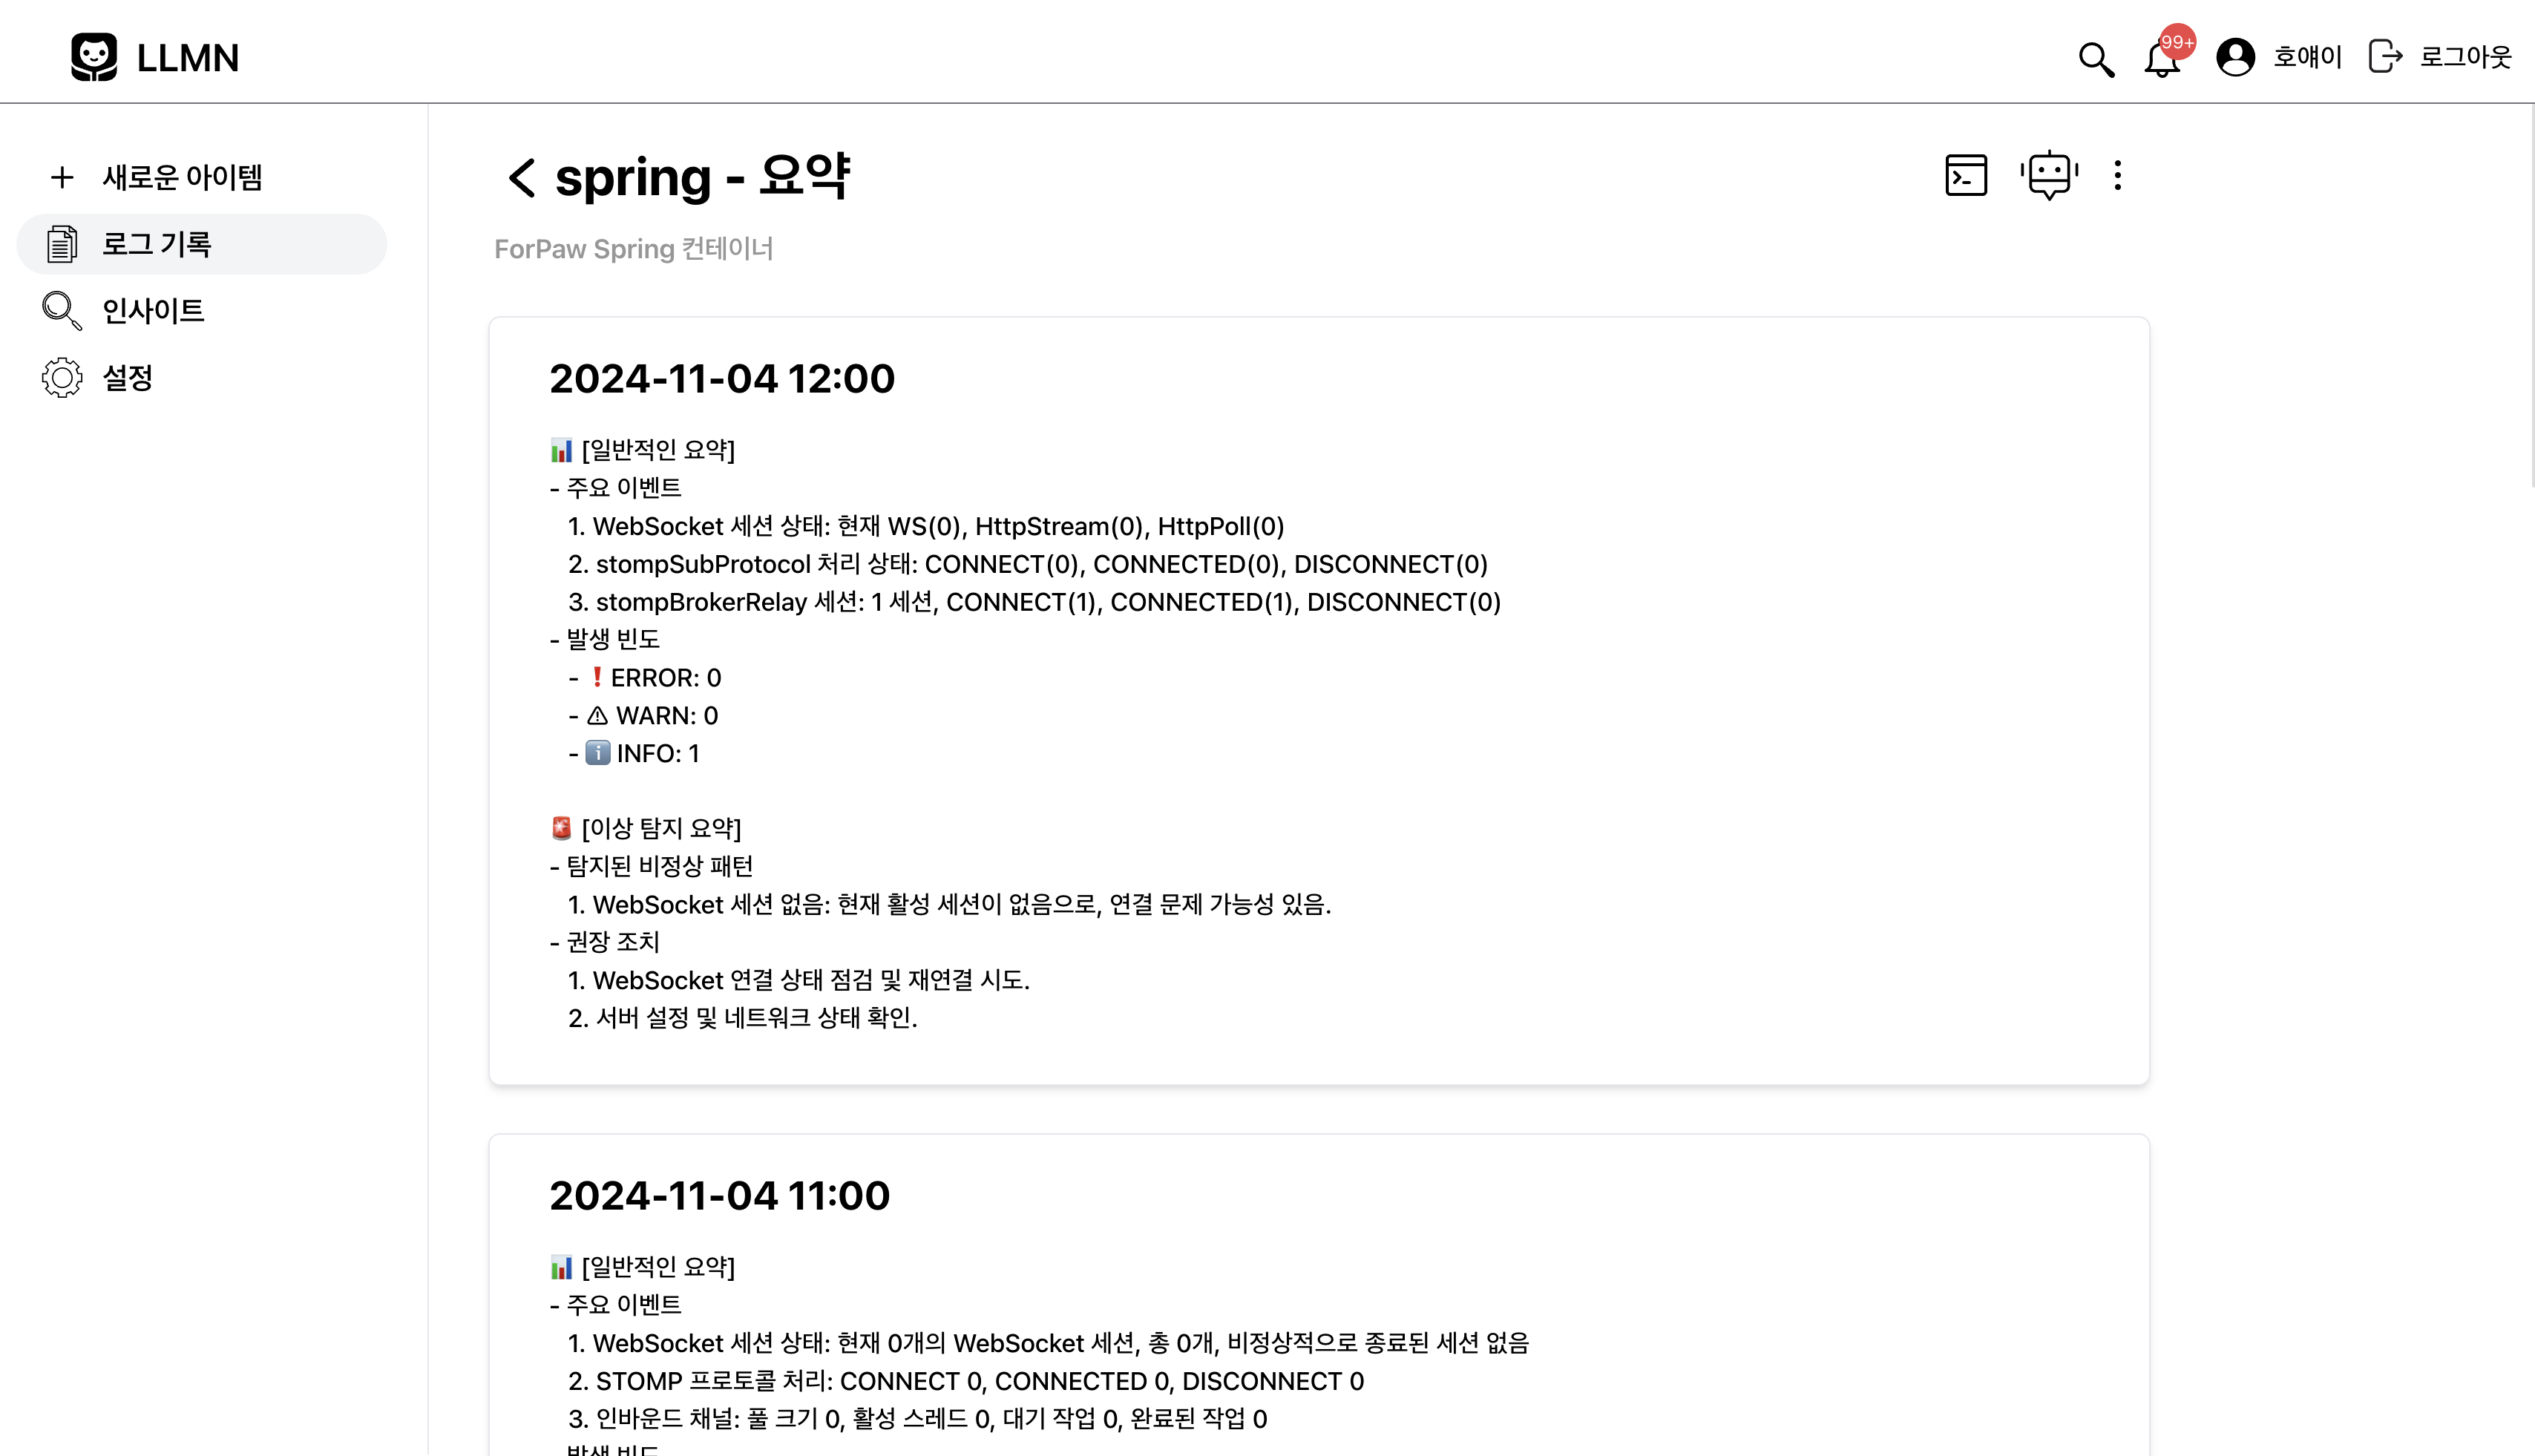 LLMN
99+
호얘이
로그아웃
새로운 아이템
로그 기록
인사이트
설정
spring - 요약
ForPaw Spring 컨테이너
2024-11-04 12:00
📊 [일반적인 요약]
- 주요 이벤트
1. WebSocket 세션 상태: 현재 WS(0), HttpStream(0), HttpPoll(0)
2. stompSubProtocol 처리 상태: CONNECT(0), CONNECTED(0), DISCONNECT(0)
3. stompBrokerRelay 세션: 1 세션, CONNECT(1), CONNECTED(1), DISCONNECT(0)
- 발생 빈도
- ❗ ERROR: 0
- ⚠ WARN: 0
- ℹ️ INFO: 1
🚨 [이상 탐지 요약]
- 탐지된 비정상 패턴
1. WebSocket 세션 없음: 현재 활성 세션이 없음으로, 연결 문제 가능성 있음.
- 권장 조치
1. WebSocket 연결 상태 점검 및 재연결 시도.
2. 서버 설정 및 네트워크 상태 확인.
2024-11-04 11:00
📊 [일반적인 요약]
- 주요 이벤트
1. WebSocket 세션 상태: 현재 0개의 WebSocket 세션, 총 0개, 비정상적으로 종료된 세션 없음
2. STOMP 프로토콜 처리: CONNECT 0, CONNECTED 0, DISCONNECT 0
3. 인바운드 채널: 풀 크기 0, 활성 스레드 0, 대기 작업 0, 완료된 작업 0